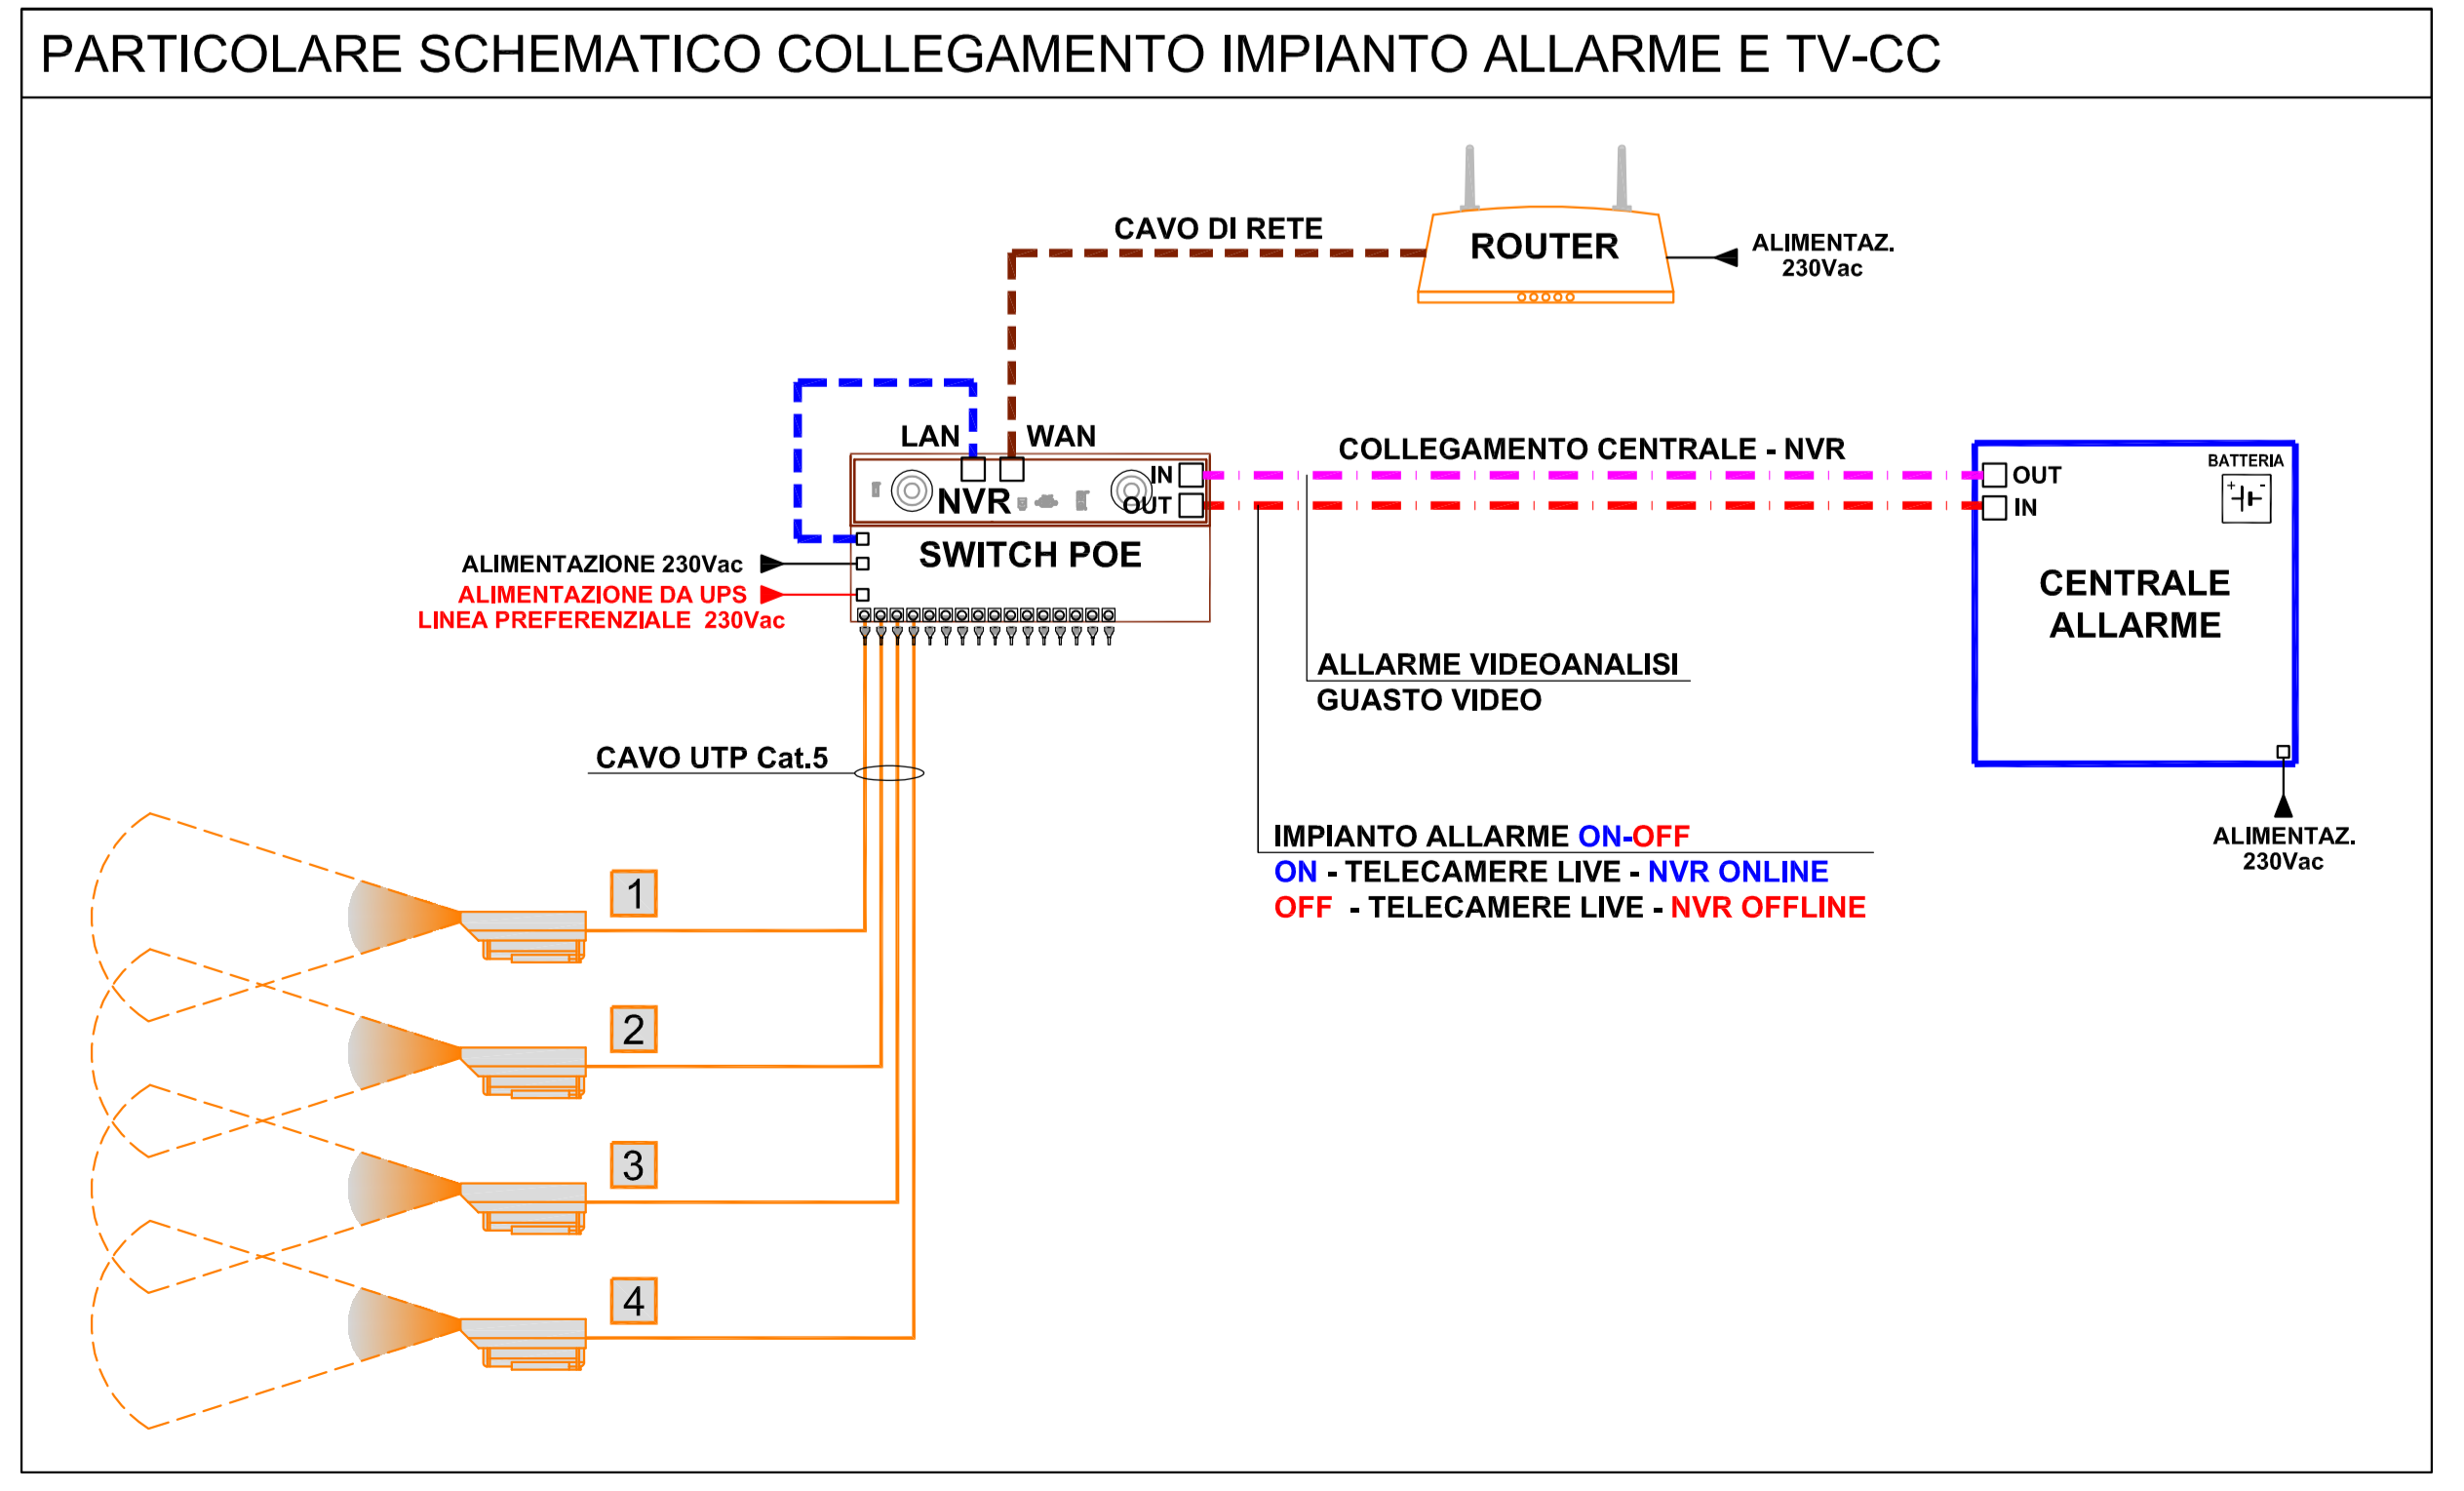 PARTICOLARE SCHEMATICO COLLEGAMENTO IMPIANTO ALLARME E TV-CC
CAVO DI RETE
ROUTER
ALIMENTAZ.
230Vac
LAN
WAN
COLLEGAMENTO CENTRALE - NVR
IN
NVR
OUT
OUT
IN
BATTERIA
+ -
SWITCH POE
ALIMENTAZIONE 230Vac
ALIMENTAZIONE DA UPS
LINEA PREFERENZIALE 230Vac
CENTRALE
ALLARME
ALLARME VIDEOANALISI
GUASTO VIDEO
CAVO UTP Cat.5
IMPIANTO ALLARME ON-OFF
ON - TELECAMERE LIVE - NVR ONLINE
OFF - TELECAMERE LIVE - NVR OFFLINE
ALIMENTAZ.
230Vac
1
2
3
4